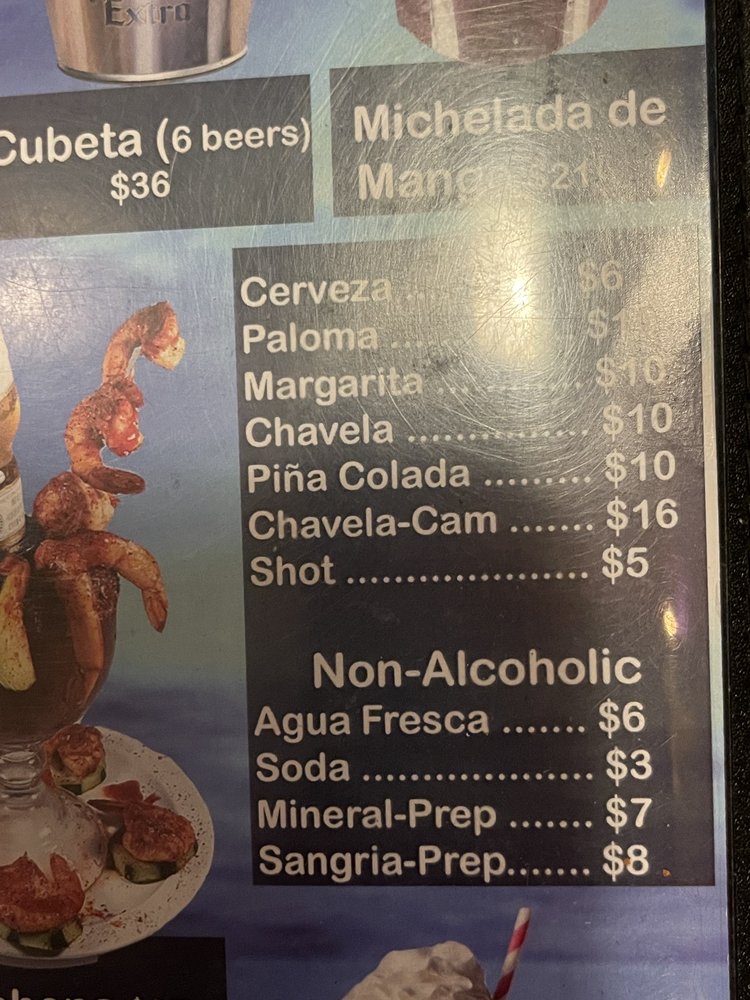 Extra
Cubeta (6 beers)
$36
Michelada de
Cerveza ... $6
Paloma ....
Margarita .............. $10
Chavela ............... $10
Piña Colada ......... $10
Chavela-Cam ....... $16
Shot ..................... $5
Non-Alcoholic
Agua Fresca ....... $6
Soda .................... $3
Mineral-Prep ....... $7
Sangria-Prep....... $8